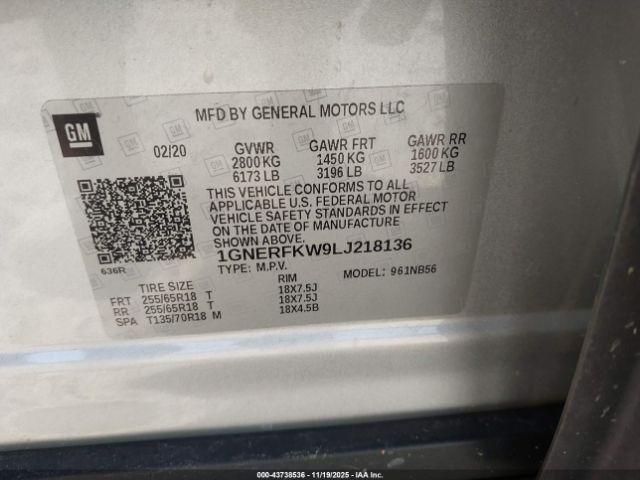 GM
MFD BY GENERAL MOTORS LLC
02/20 GVWR GAWR FRT GAWR RR
2800 KG 1450 KG 1600 KG
6173 LB 3196 LB 3527 LB
THIS VEHICLE CONFORMS TO ALL
APPLICABLE U.S. FEDERAL MOTOR
VEHICLE SAFETY STANDARDS IN EFFECT
ON THE DATE OF MANUFACTURE
SHOWN ABOVE.
636R
1GNERFKW9LJ218136
TYPE: M.P.V. MODEL: 961NB56
TIRE SIZE RIM
FRT 255/65R18 T 18X7.5J
RR 255/65R18 T 18X7.5J
SPA T135/70R18 M 18X4.5B
000-43738536 - 11/19/2025 - IAAI.com